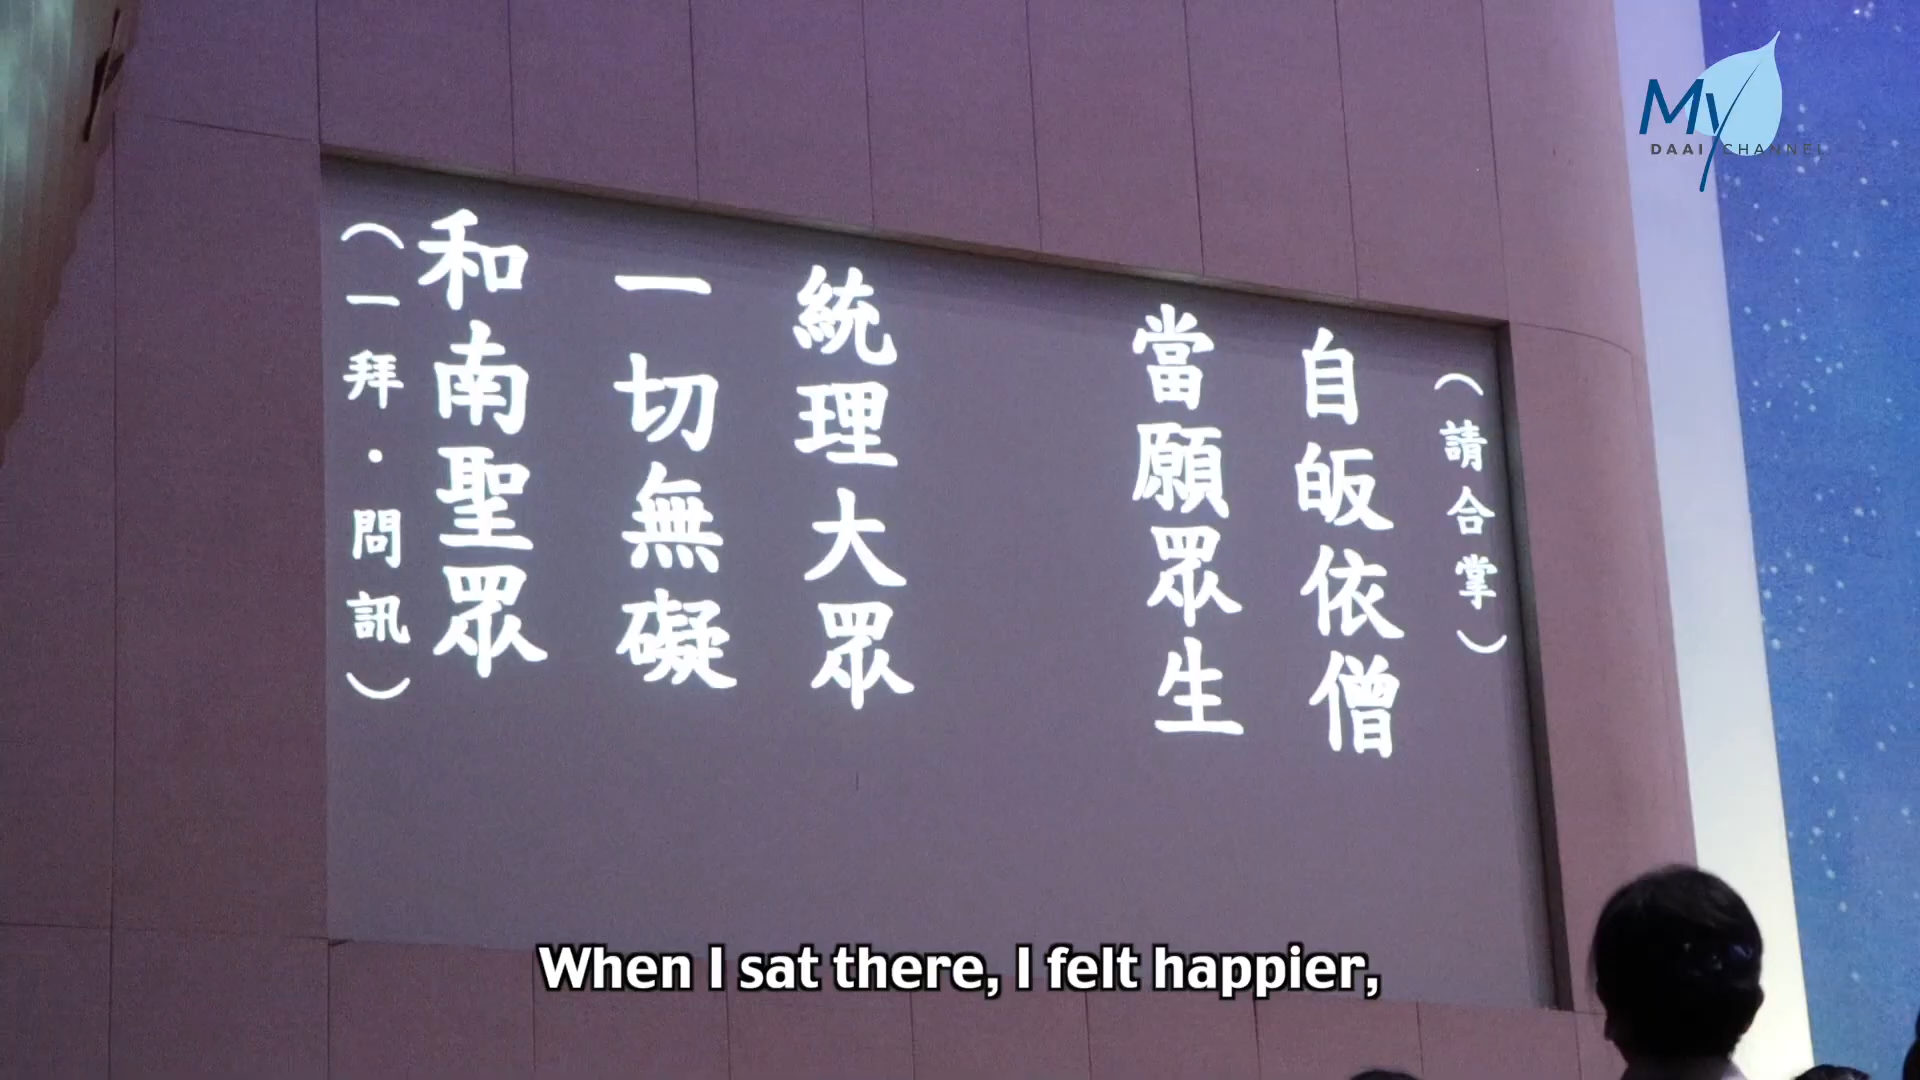 My
DAAI CHANNEL
（請合掌）
自皈依僧
當願眾生
統理大眾
一切無礙
和南聖眾
（一拜・問訊）
When I sat there, I felt happier,